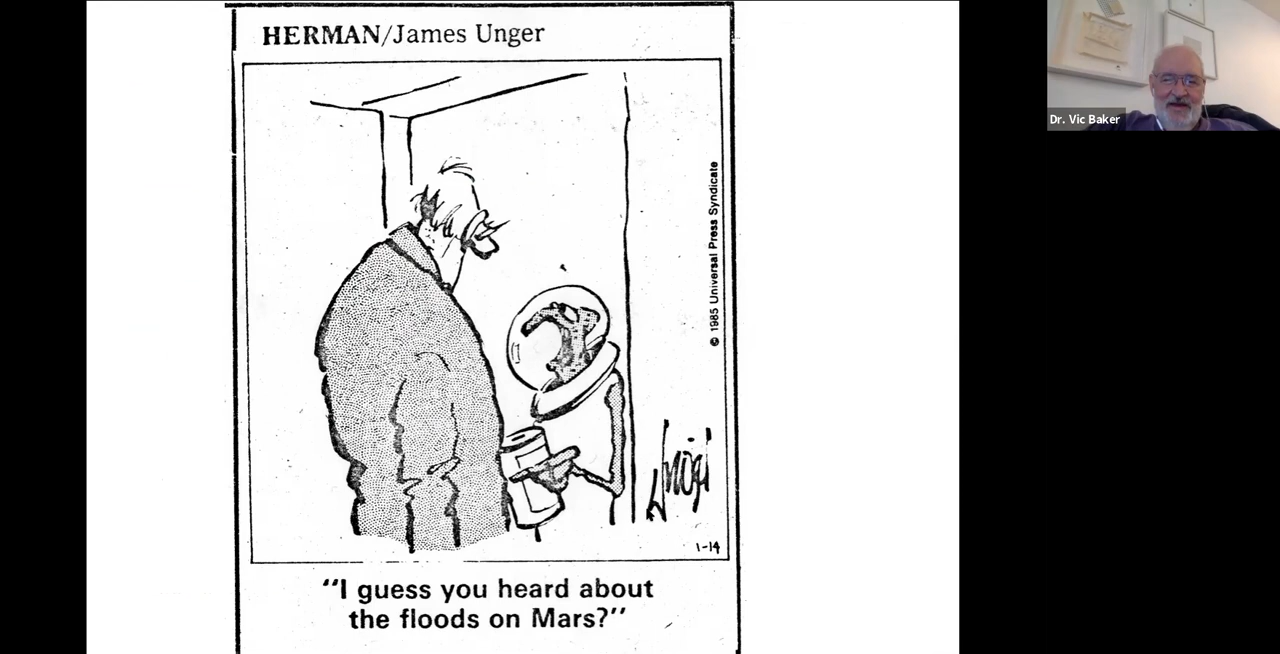 HERMAN/James Unger
© 1985 Universal Press Syndicate
1-14
"I guess you heard about
the floods on Mars?"
Dr. Vic Baker